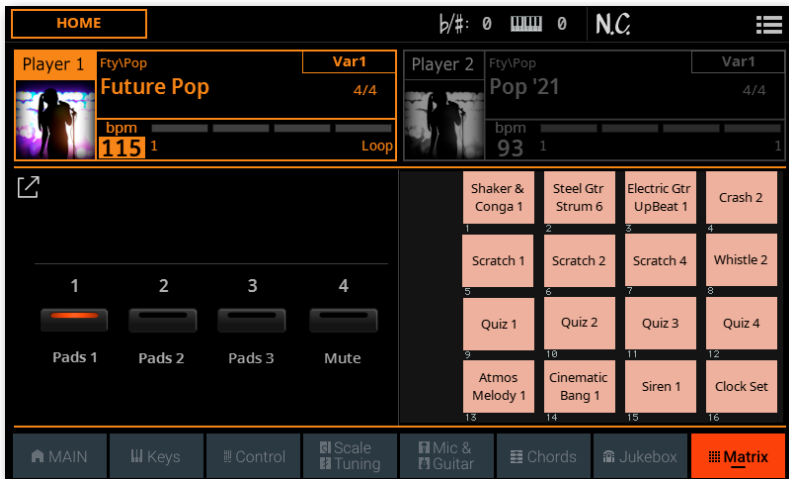 HOME
b/#: 0
0
N.C.
Player 1
Fty\Pop
Var1
Future Pop
4/4
bpm
115
1
Loop
Player 2
Fty\Pop
Var1
Pop '21
4/4
bpm
93
1
1
1
2
3
4
Pads 1
Pads 2
Pads 3
Mute
Shaker &
Conga 1
1
Steel Gtr
Strum 6
2
Electric Gtr
UpBeat 1
3
Crash 2
4
Scratch 1
5
Scratch 2
6
Scratch 4
7
Whistle 2
8
Quiz 1
9
Quiz 2
10
Quiz 3
11
Quiz 4
12
Atmos
Melody 1
13
Cinematic
Bang 1
14
Siren 1
15
Clock Set
16
MAIN
Keys
Control
Scale
Tuning
Mic &
Guitar
Chords
Jukebox
Matrix